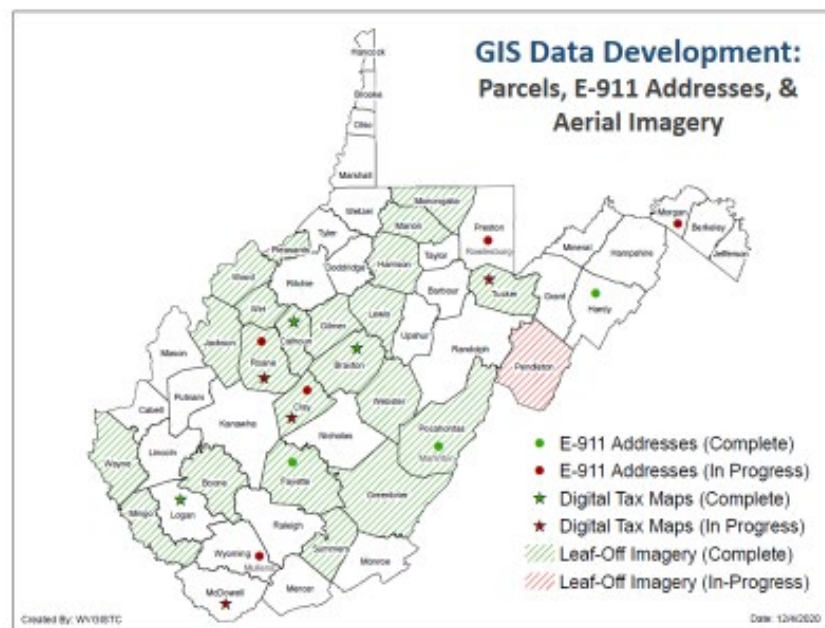 GIS Data Development:
Parcels, E-911 Addresses, &
Aerial Imagery
Hancock
Brooke
Ohio
Marshall
Wetzel
Monongalia
Marion
Preston
Morgan
Berkeley
Jefferson
Tyler
Pleasants
Doddridge
Harrison
Taylor
Mineral
Hampshire
Wood
Ritchie
Barbour
Tucker
Grant
Hardy
Wirt
Calhoun
Gilmer
Lewis
Upshur
Randolph
Jackson
Roane
Braxton
Pendleton
Mason
Clay
Webster
Putnam
Cabell
Kanawha
Nicholas
Pocahontas
Marlinton
Lincoln
Wayne
Boone
Fayette
Greenbrier
Mingo
Logan
Raleigh
Summers
Monroe
Wyoming
Mullens
McDowell
Mercer
E-911 Addresses (Complete)
E-911 Addresses (In Progress)
Digital Tax Maps (Complete)
Digital Tax Maps (In Progress)
Leaf-Off Imagery (Complete)
Leaf-Off Imagery (In-Progress)
Created By: WVGISTC
Date: 12/4/2020